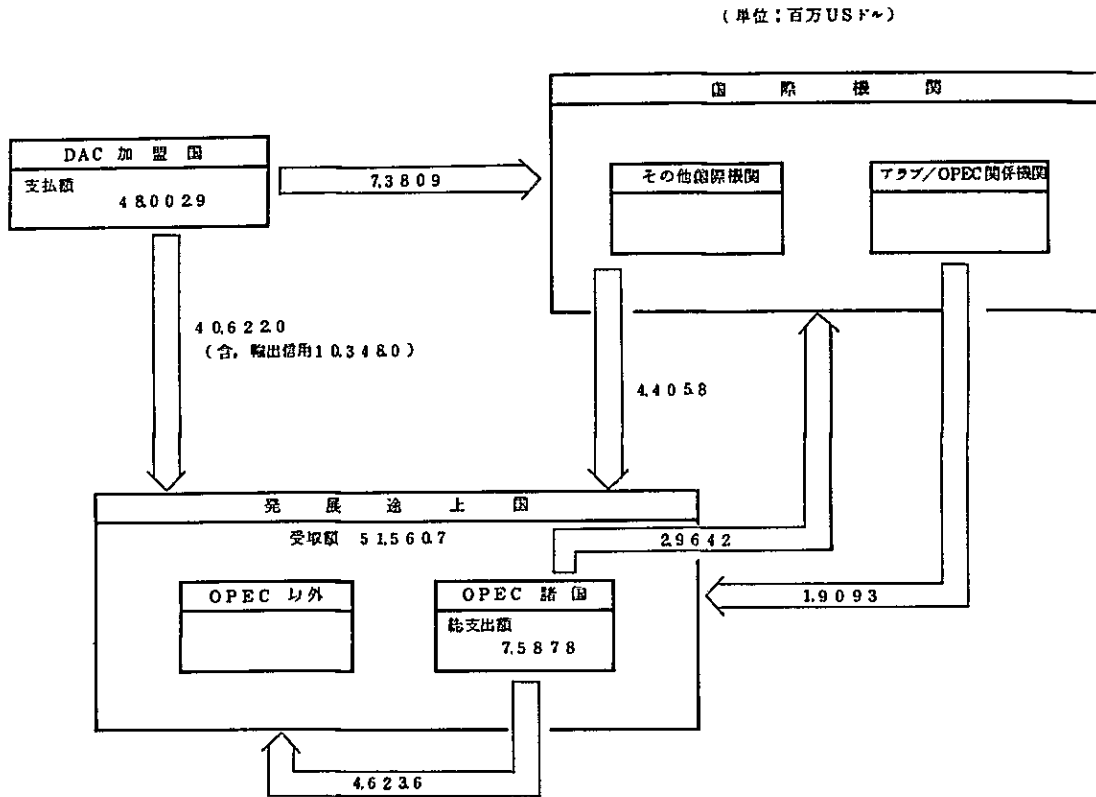 (単位:百万USドル)
国際機関
DAC 加盟国
支払額
48,002.9
7,380.9
その他国際機関
アラブ/OPEC関係機関
40,622.0
(含,輸出信用10,348.0)
4,405.8
発展途上国
受取額 51,560.7
2,964.2
OPEC 以外
OPEC 諸国
総支出額
7,587.8
1,909.3
4,623.6